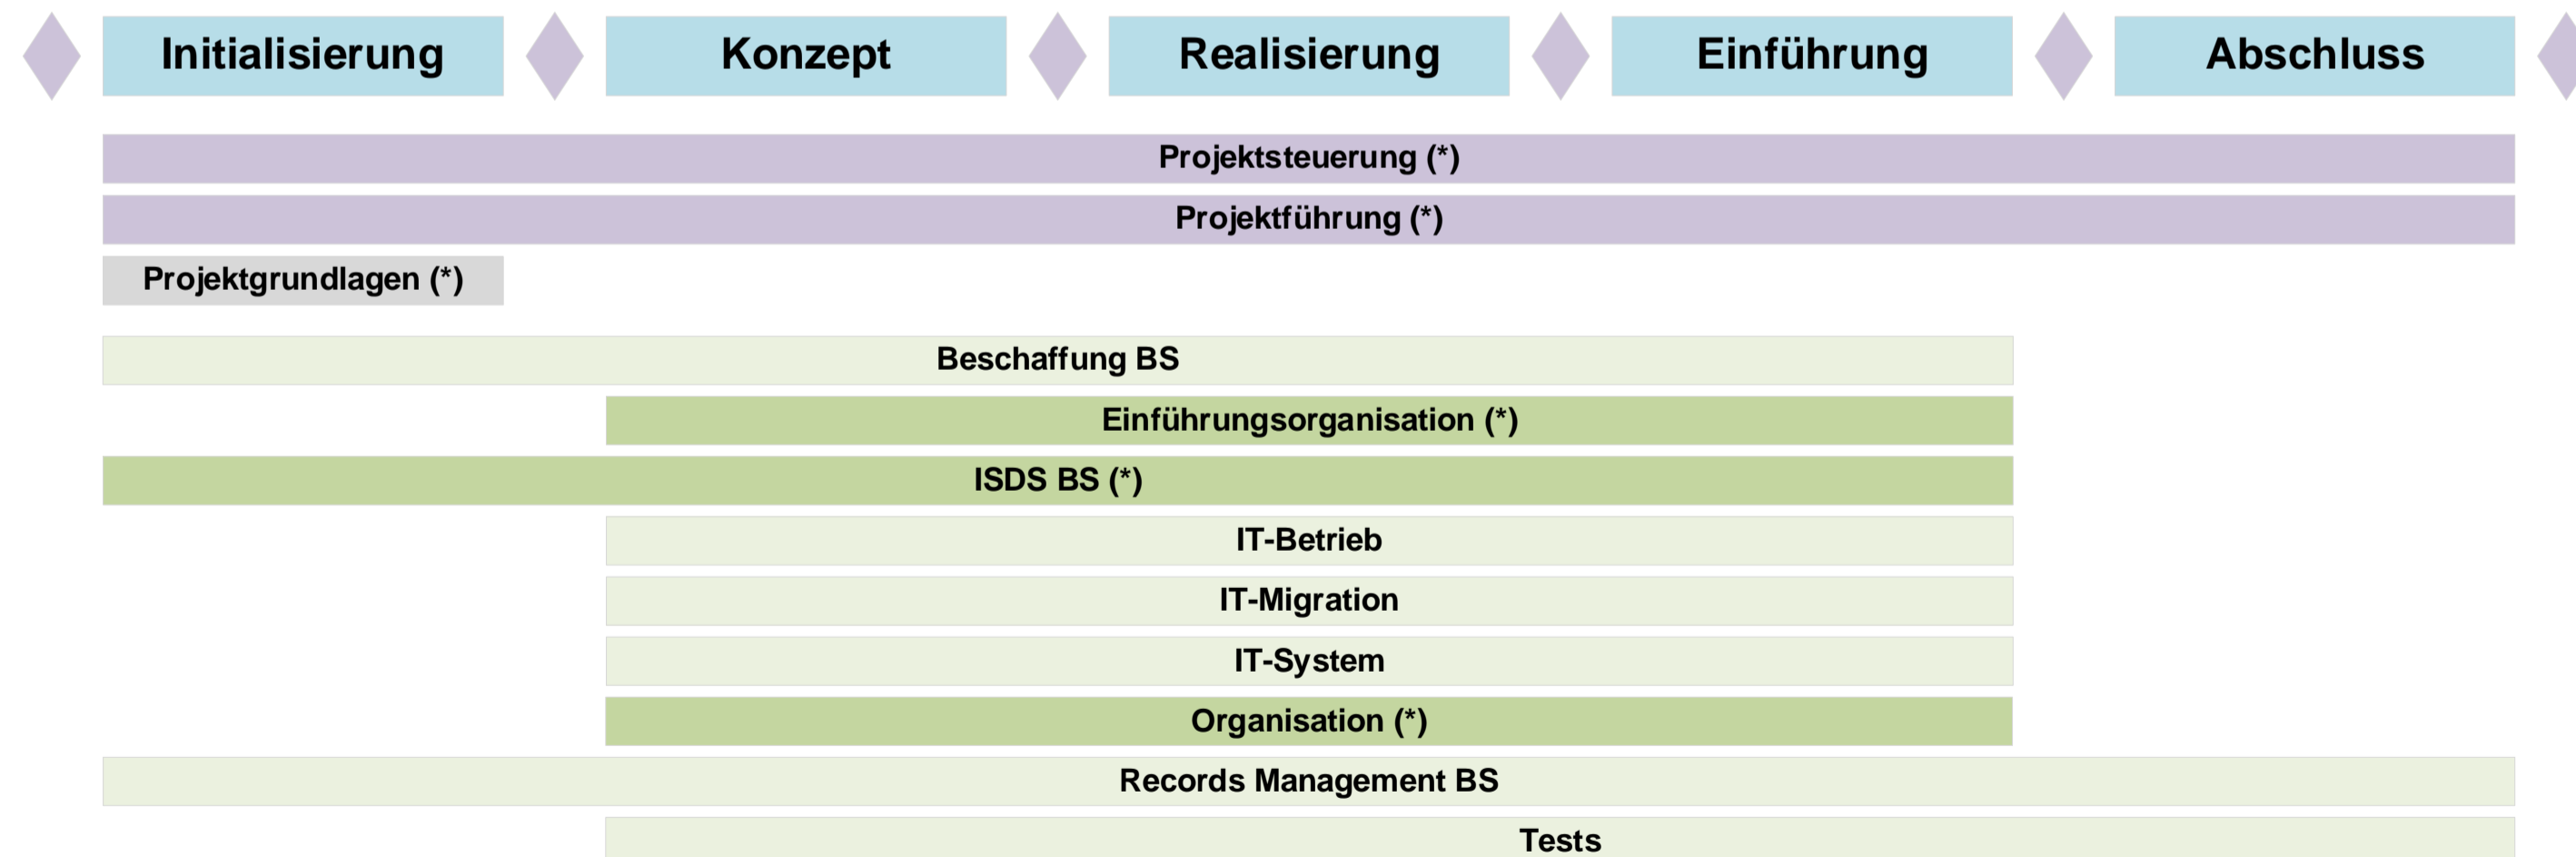 Initialisierung
Konzept
Realisierung
Einführung
Abschluss
Projektsteuerung (*)
Projektführung (*)
Projektgrundlagen (*)
Beschaffung BS
Einführungsorganisation (*)
ISDS BS (*)
IT-Betrieb
IT-Migration
IT-System
Organisation (*)
Records Management BS
Tests